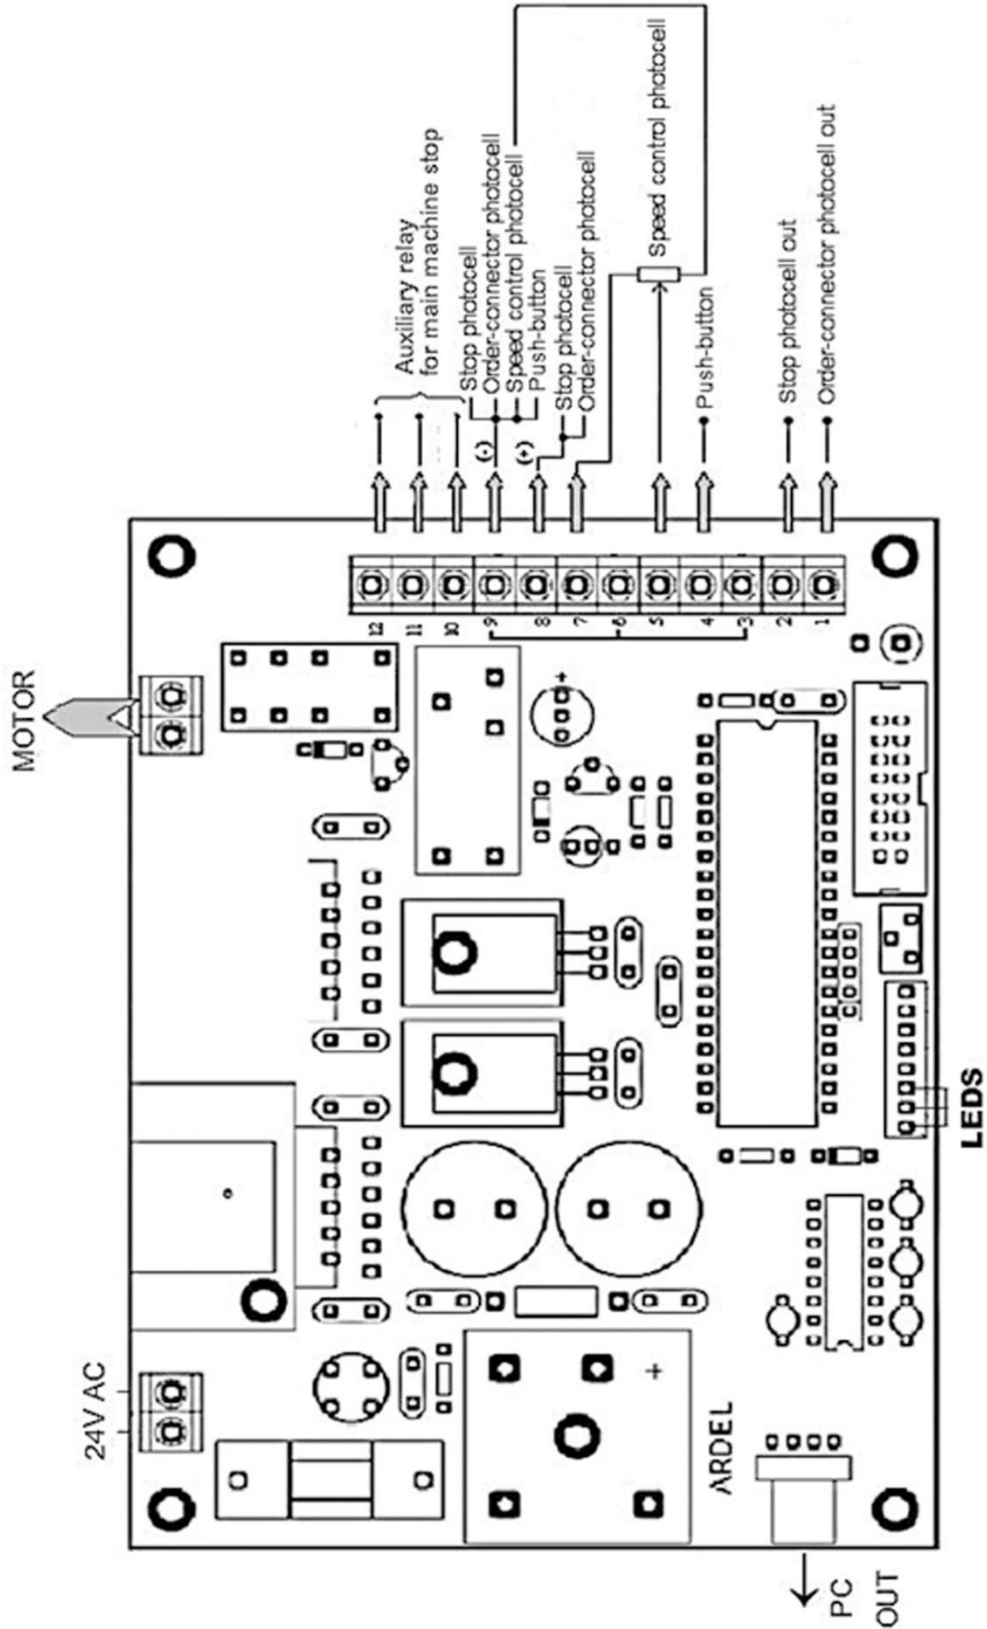 MOTOR
Auxiliary relay
for main machine stop
Stop photocell
Order-connector photocell
Speed control photocell
Push-button
(-)
(+)
Stop photocell
Order-connector photocell
Speed control photocell
Push-button
Stop photocell out
Order-connector photocell out
12
11
10
9
8
7
6
5
4
3
2
1
+
24V AC
+
ARDEL
LEDS
PC
OUT